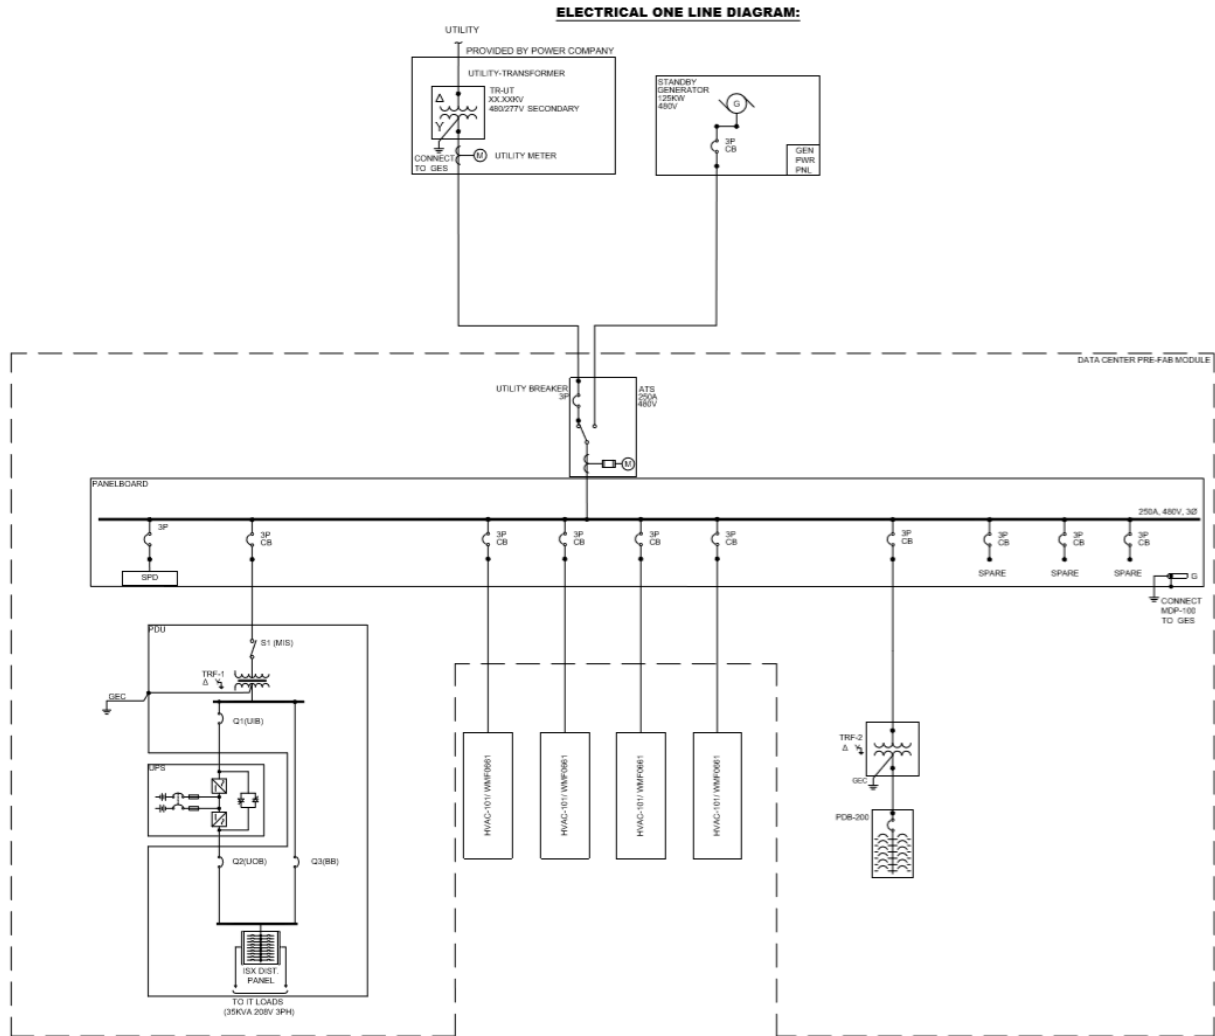 ELECTRICAL ONE LINE DIAGRAM:
UTILITY
PROVIDED BY POWER COMPANY
UTILITY-TRANSFORMER
TR-UT
XX.XXKV
480/277V SECONDARY
Δ
Y
CONNECT
TO GES
M
UTILITY METER
STANDBY
GENERATOR
125KW
480V
G
3P
CB
GEN
PWR
PNL
DATA CENTER PRE-FAB MODULE
UTILITY BREAKER
3P
ATS
250A
480V
M
PANELBOARD
250A, 480V, 3Ø
3P
3P
CB
3P
CB
3P
CB
3P
CB
3P
CB
3P
CB
3P
CB
3P
CB
3P
CB
SPD
SPARE
SPARE
SPARE
G
CONNECT
MDP-100
TO GES
PDU
S1 (MIS)
TRF-1
Δ
GEC
Q1(UIB)
UPS
Q2(UOB)
Q3(BB)
ISX DIST.
PANEL
TO IT LOADS
(35KVA 208V 3PH)
HVAC-101/ WMF0661
HVAC-101/ WMF0661
HVAC-101/ WMF0661
HVAC-101/ WMF0661
TRF-2
Δ
GEC
PDB-200